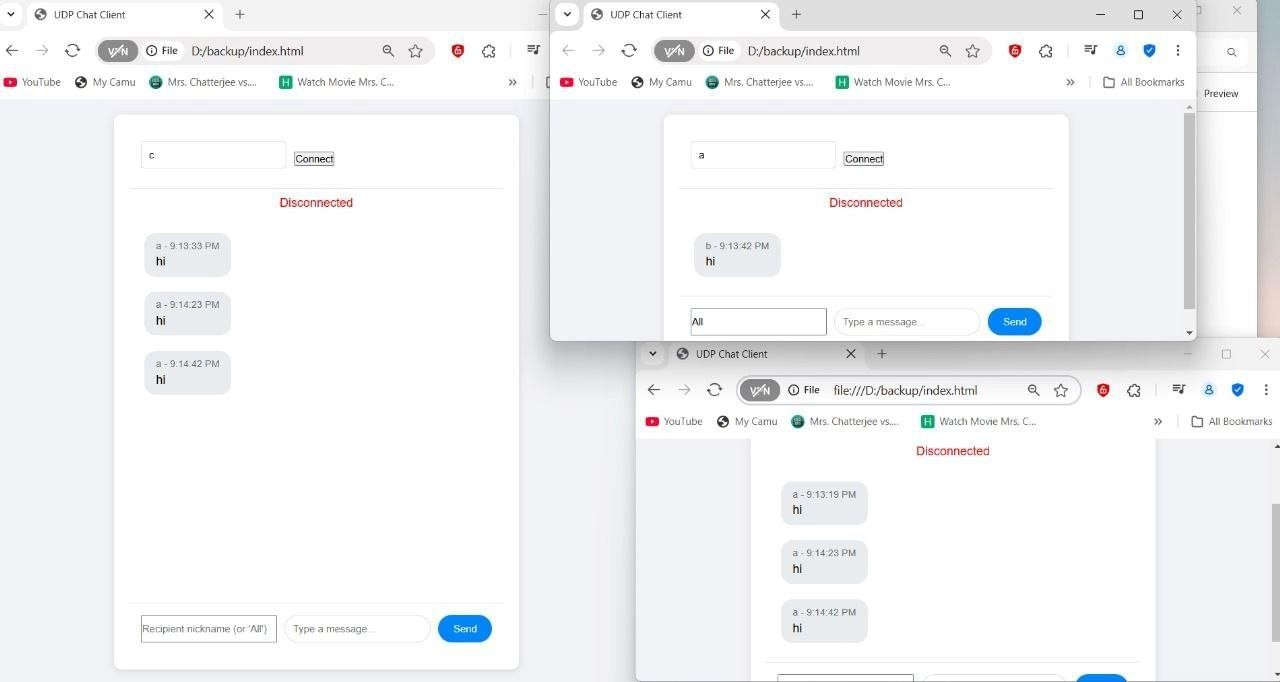 UDP Chat Client
VPN File D:/backup/index.html
YouTube My Camu Mrs. Chatterjee vs.... H Watch Movie Mrs. C... »
c
Connect
Disconnected
a - 9:13:33 PM
hi
a - 9:14:23 PM
hi
a - 9:14:42 PM
hi
Recipient nickname (or 'All') Type a message... Send
UDP Chat Client
VPN File D:/backup/index.html
YouTube My Camu Mrs. Chatterjee vs.... H Watch Movie Mrs. C... » All Bookmarks
a
Connect
Disconnected
b - 9:13:42 PM
hi
All Type a message... Send
Preview
UDP Chat Client
VPN File file:///D:/backup/index.html
YouTube My Camu Mrs. Chatterjee vs.... H Watch Movie Mrs. C... » All Bookmarks
Disconnected
a - 9:13:19 PM
hi
a - 9:14:23 PM
hi
a - 9:14:42 PM
hi